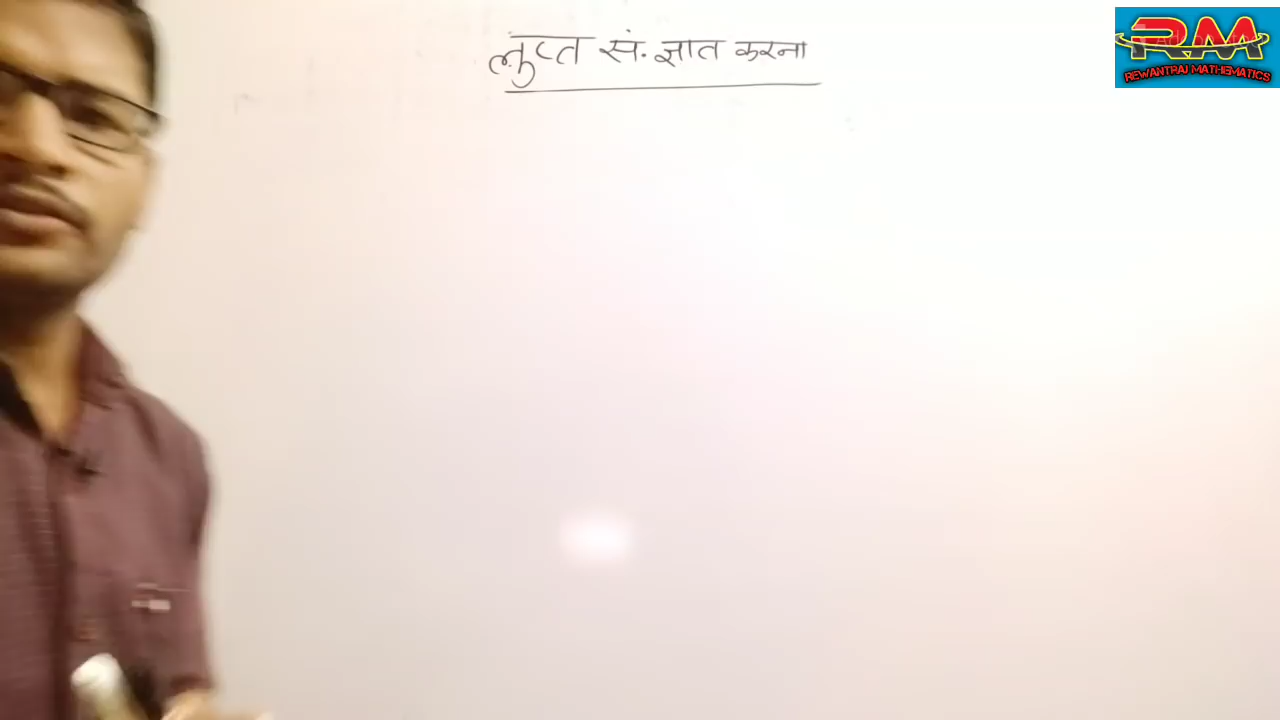 लुप्त सं. ज्ञात करना
RM
REWANTRAJ MATHEMATICS